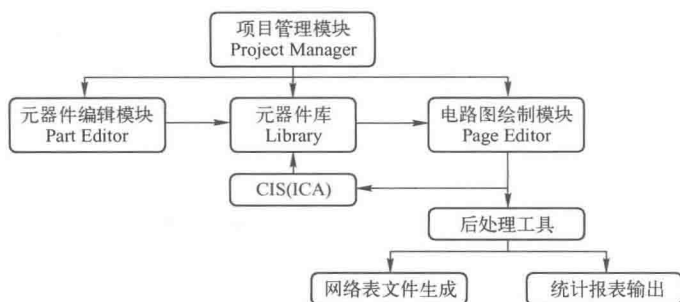 项目管理模块
Project Manager
元器件编辑模块
Part Editor
元器件库
Library
电路图绘制模块
Page Editor
CIS(ICA)
后处理工具
网络表文件生成
统计报表输出